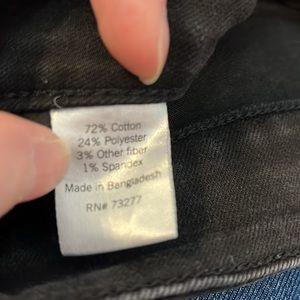 72% Cotton
24% Polyester
3% Other fiber
1% Spandex
Made in Bangladesh
RN# 73277